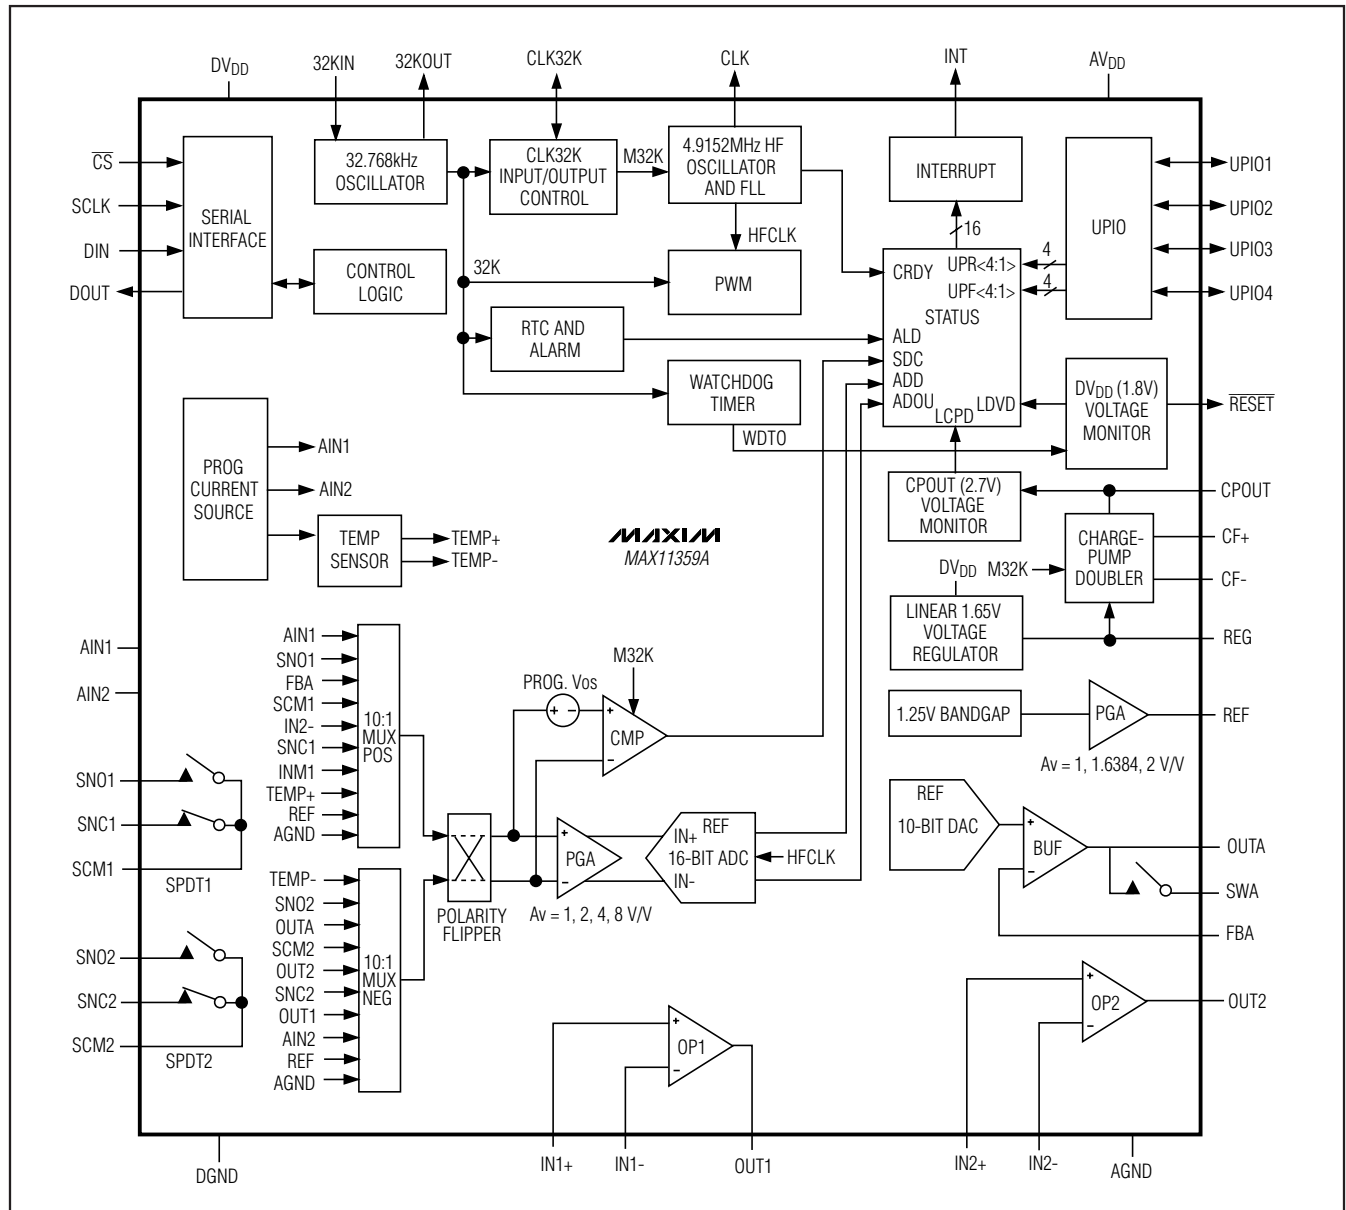 DVDD
32KIN
32KOUT
CLK32K
CLK
INT
AVDD
CS
SCLK
DIN
DOUT
SERIAL
INTERFACE
32.768kHz
OSCILLATOR
CLK32K
INPUT/OUTPUT
CONTROL
M32K
4.9152MHz HF
OSCILLATOR
AND FLL
INTERRUPT
UPIO
UPIO1
UPIO2
UPIO3
UPIO4
CONTROL
LOGIC
32K
HFCLK
PWM
16
4
4
CRDY
UPR<4:1>
UPF<4:1>
STATUS
ALD
SDC
ADD
ADOU
LDVD
LCPD
RTC AND
ALARM
WATCHDOG
TIMER
WDTO
DVDD (1.8V)
VOLTAGE
MONITOR
RESET
PROG
CURRENT
SOURCE
AIN1
AIN2
TEMP
SENSOR
TEMP+
TEMP-
MAXIM
MAX11359A
CPOUT (2.7V)
VOLTAGE
MONITOR
CPOUT
CHARGE-
PUMP
DOUBLER
CF+
CF-
DVDD
M32K
LINEAR 1.65V
VOLTAGE
REGULATOR
REG
AIN1
AIN2
AIN1
SNO1
FBA
SCM1
IN2-
SNC1
INM1
TEMP+
REF
AGND
10:1
MUX
POS
PROG. Vos
+ -
M32K
+
CMP
-
1.25V BANDGAP
PGA
REF
Av = 1, 1.6384, 2 V/V
SNO1
SNC1
SCM1
SPDT1
POLARITY
FLIPPER
+
PGA
-
Av = 1, 2, 4, 8 V/V
IN+
REF
16-BIT ADC
IN-
HFCLK
REF
10-BIT DAC
+
BUF
-
OUTA
SWA
FBA
TEMP-
SNO2
OUTA
SCM2
OUT2
SNC2
OUT1
AIN2
REF
AGND
10:1
MUX
NEG
SNO2
SNC2
SCM2
SPDT2
+
OP1
-
+
OP2
-
OUT2
DGND
IN1+
IN1-
OUT1
IN2+
IN2-
AGND